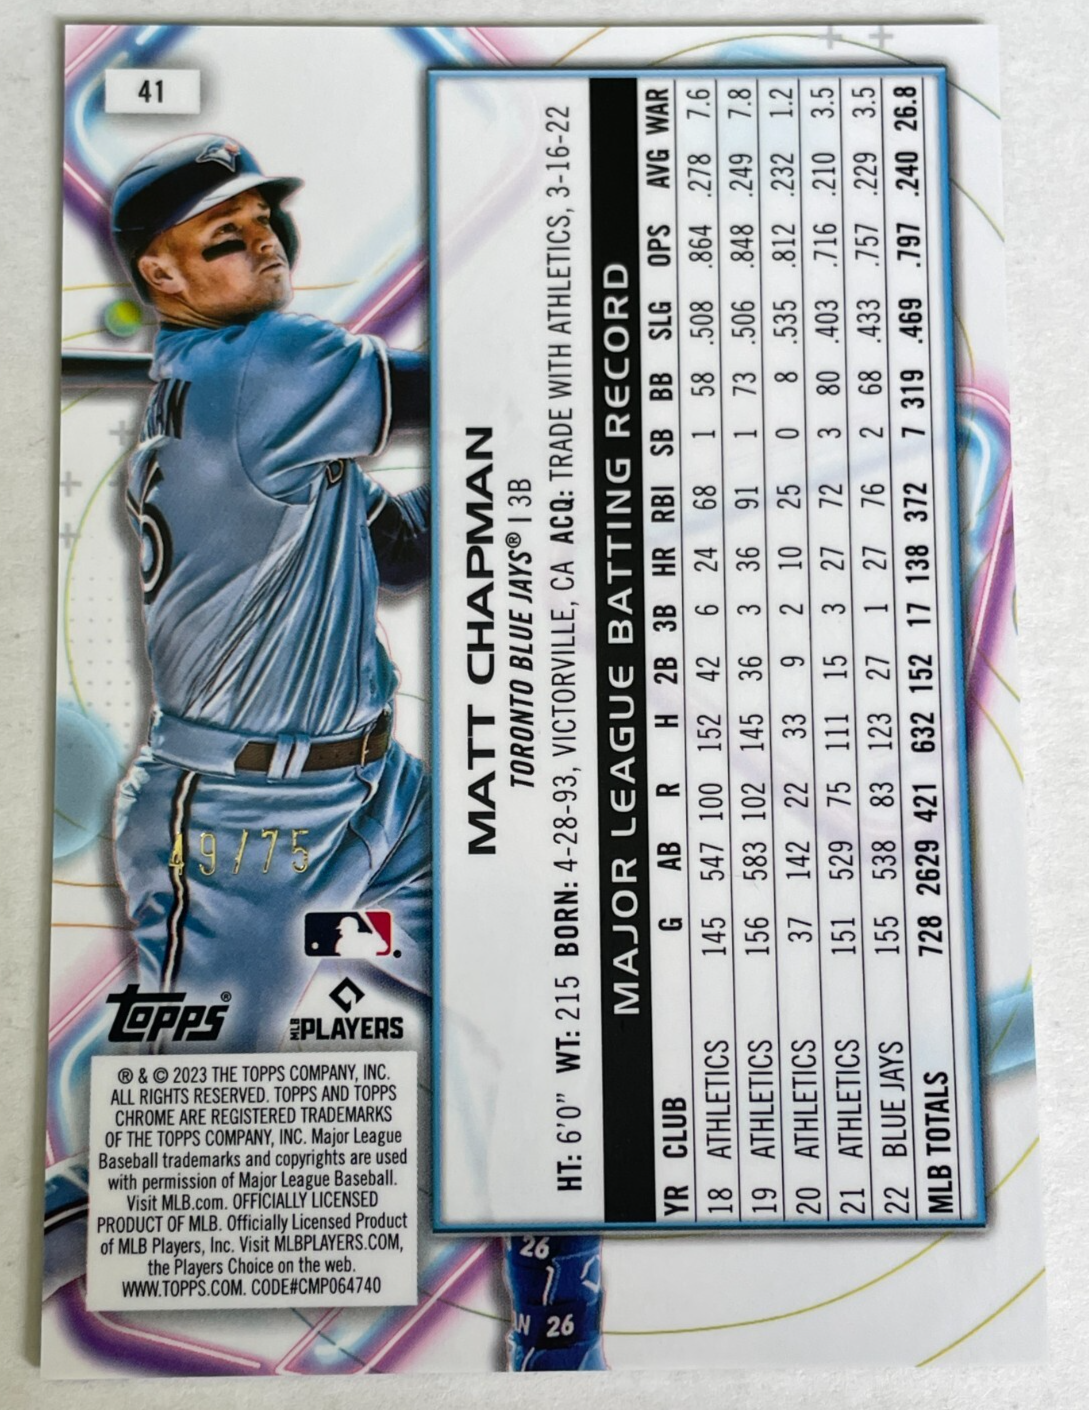 41
MAN
6
49/75
topps®
MLB PLAYERS
® & © 2023 THE TOPPS COMPANY, INC.
ALL RIGHTS RESERVED. TOPPS AND TOPPS
CHROME ARE REGISTERED TRADEMARKS
OF THE TOPPS COMPANY, INC. Major League
Baseball trademarks and copyrights are used
with permission of Major League Baseball.
Visit MLB.com. OFFICIALLY LICENSED
PRODUCT OF MLB. Officially Licensed Product
of MLB Players, Inc. Visit MLBPLAYERS.COM,
the Players Choice on the web.
WWW.TOPPS.COM. CODE#CMP064740
MATT CHAPMAN
TORONTO BLUE JAYS® | 3B
HT: 6'0" WT: 215 BORN: 4-28-93, VICTORVILLE, CA ACQ: TRADE WITH ATHLETICS, 3-16-22
MAJOR LEAGUE BATTING RECORD
YR CLUB G AB R H 2B 3B HR RBI SB BB SLG OPS AVG WAR
18 ATHLETICS 145 547 100 152 42 6 24 68 1 58 .508 .864 .278 7.6
19 ATHLETICS 156 583 102 145 36 3 36 91 1 73 .506 .848 .249 7.8
20 ATHLETICS 37 142 22 33 9 2 10 25 0 8 .535 .812 .232 1.2
21 ATHLETICS 151 529 75 111 15 3 27 72 3 80 .403 .716 .210 3.5
22 BLUE JAYS 155 538 83 123 27 1 27 76 2 68 .433 .757 .229 3.5
MLB TOTALS 728 2629 421 632 152 17 138 372 7 319 .469 .797 .240 26.8
26
26